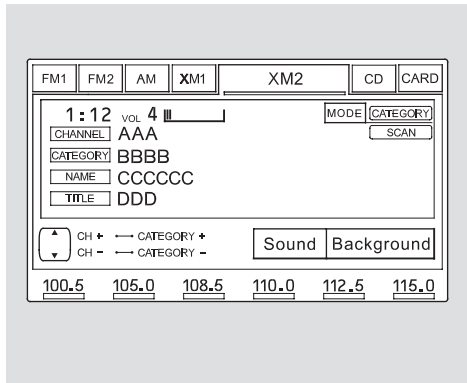 FM1 FM2 AM XM1 XM2 CD CARD
1:12 VOL 4 MODE CATEGORY
CHANNEL AAA SCAN
CATEGORY BBBB
NAME CCCCCC
TITLE DDD
CH + CATEGORY +
CH - CATEGORY -
Sound Background
100.5 105.0 108.5 110.0 112.5 115.0